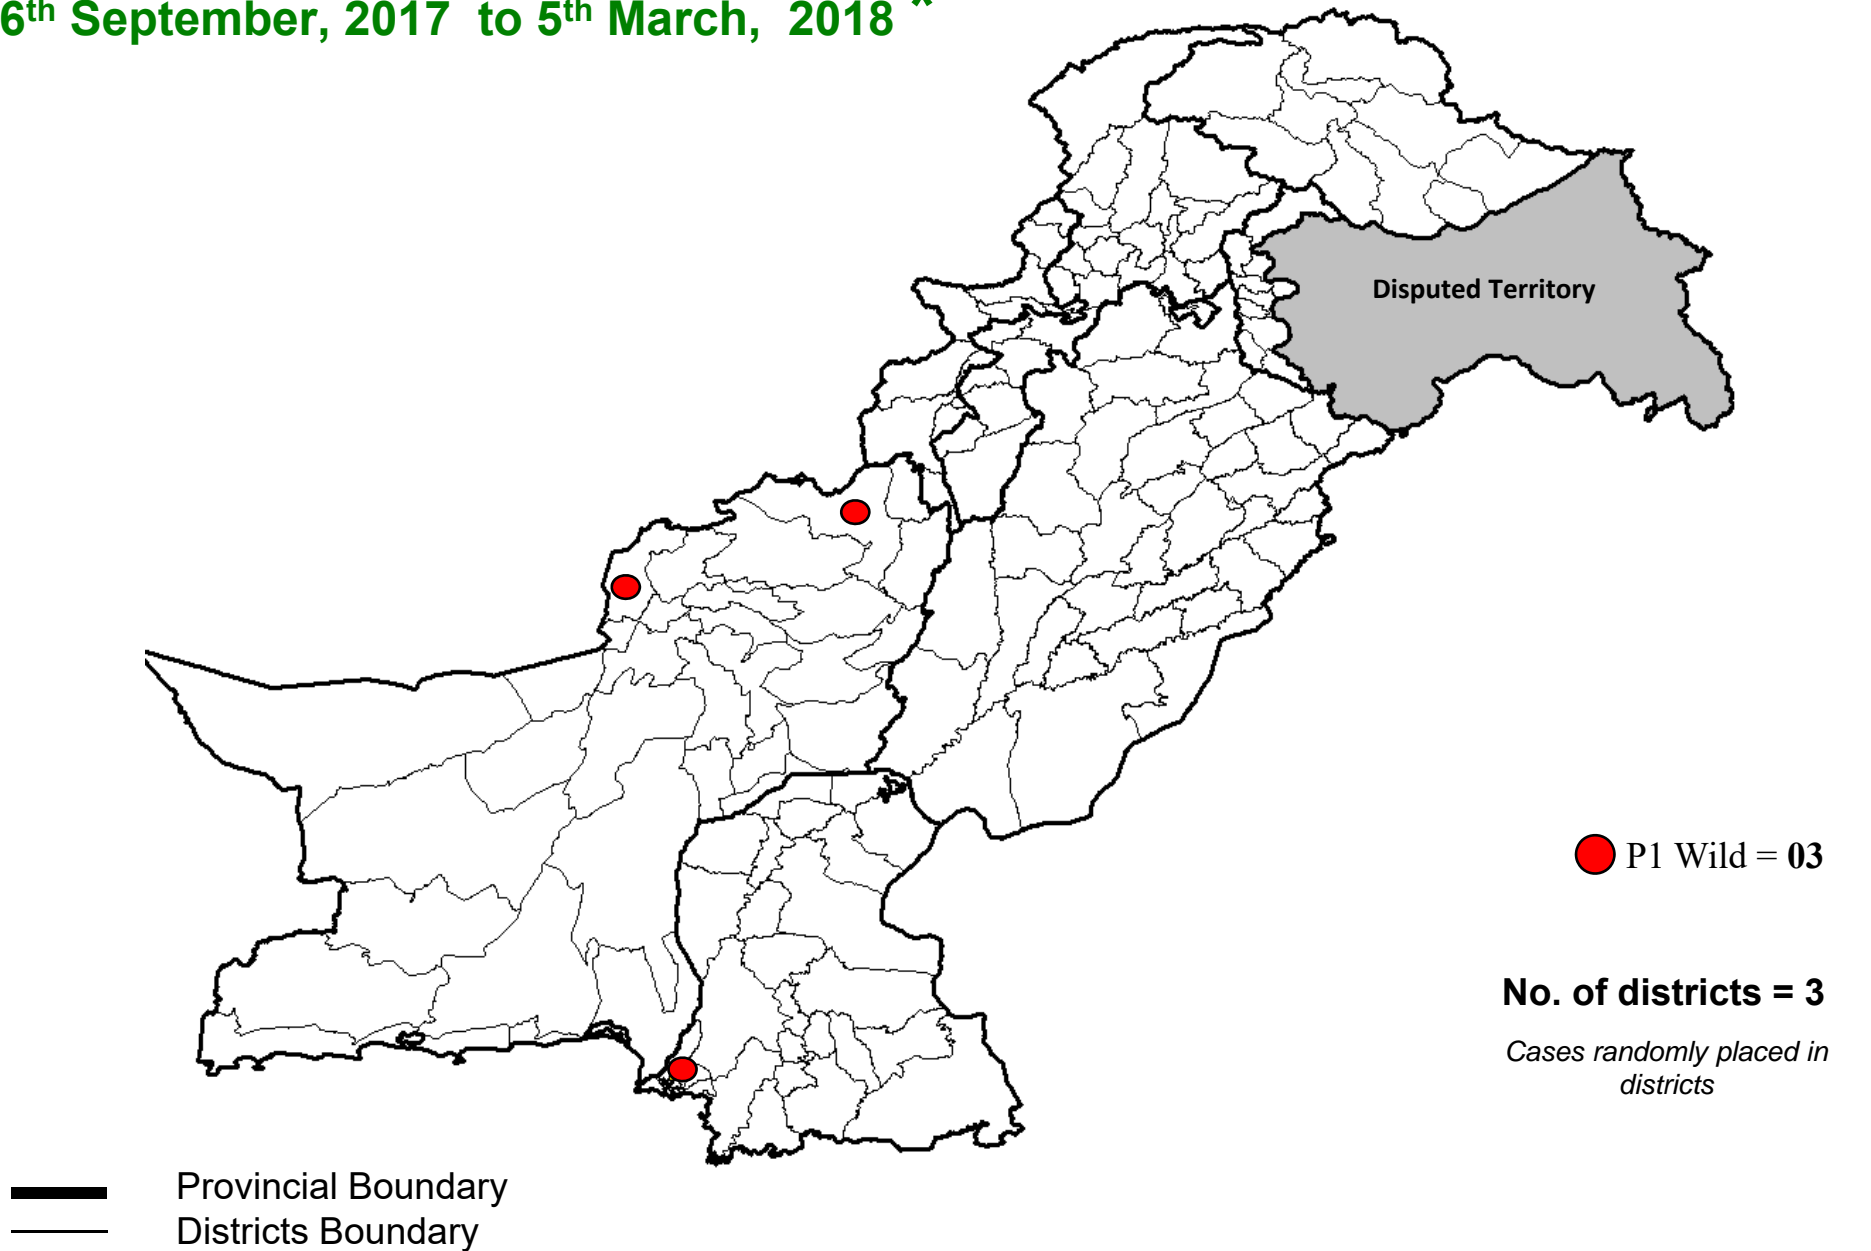 6th September, 2017 to 5th March, 2018 *
Disputed Territory
P1 Wild = 03
No. of districts = 3
Cases randomly placed in
districts
Provincial Boundary
Districts Boundary